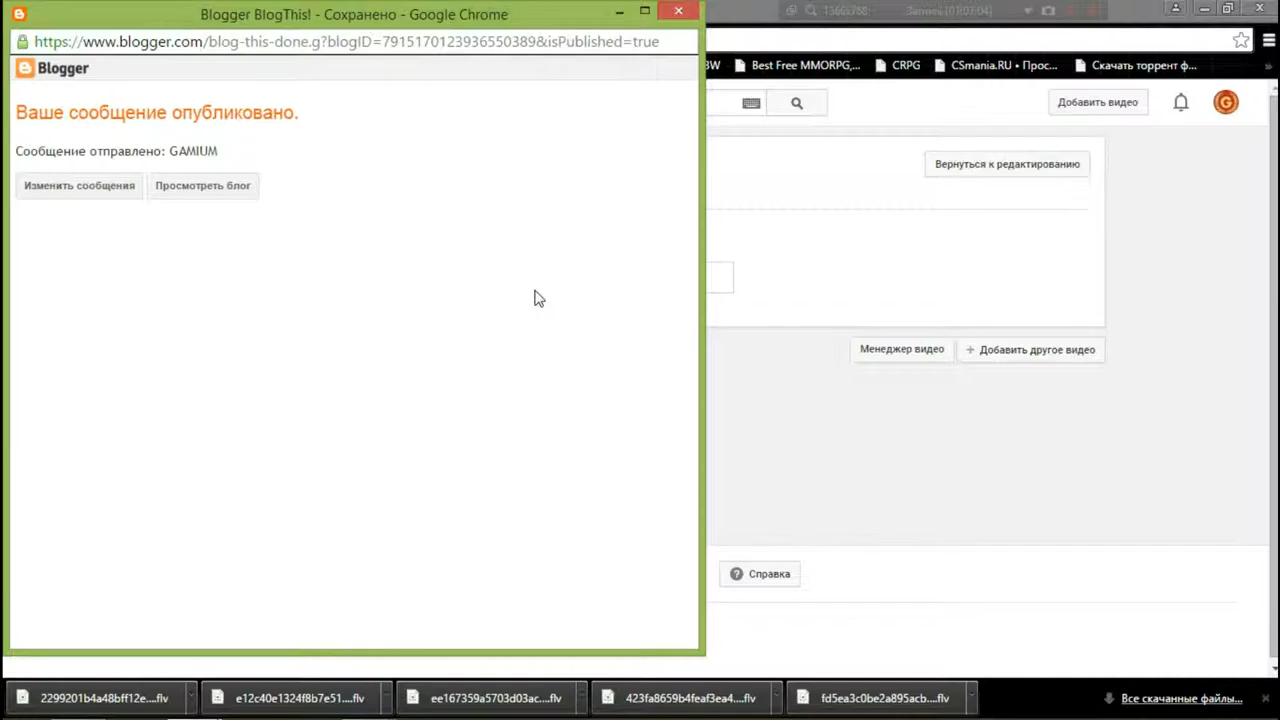 Blogger BlogThis! - Сохранено - Google Chrome
https://www.blogger.com/blog-this-done.g?blogID=7915170123936550389&isPublished=true
Blogger
Ваше сообщение опубликовано.
Сообщение отправлено: GAMIUM
Изменить сообщения
Просмотреть блог
Best Free MMORPG,...
CRPG
CSmania.RU • Прос...
Скачать торрент ф...
»
Добавить видео
G
Вернуться к редактированию
Менеджер видео
+ Добавить другое видео
? Справка
2299201b4a48bff12e....flv
e12c40e1324f8b7e51....flv
ee167359a5703d03ac....flv
423fa8659b4feaf3ea4....flv
fd5ea3c0be2a895acb....flv
Все скачанные файлы...